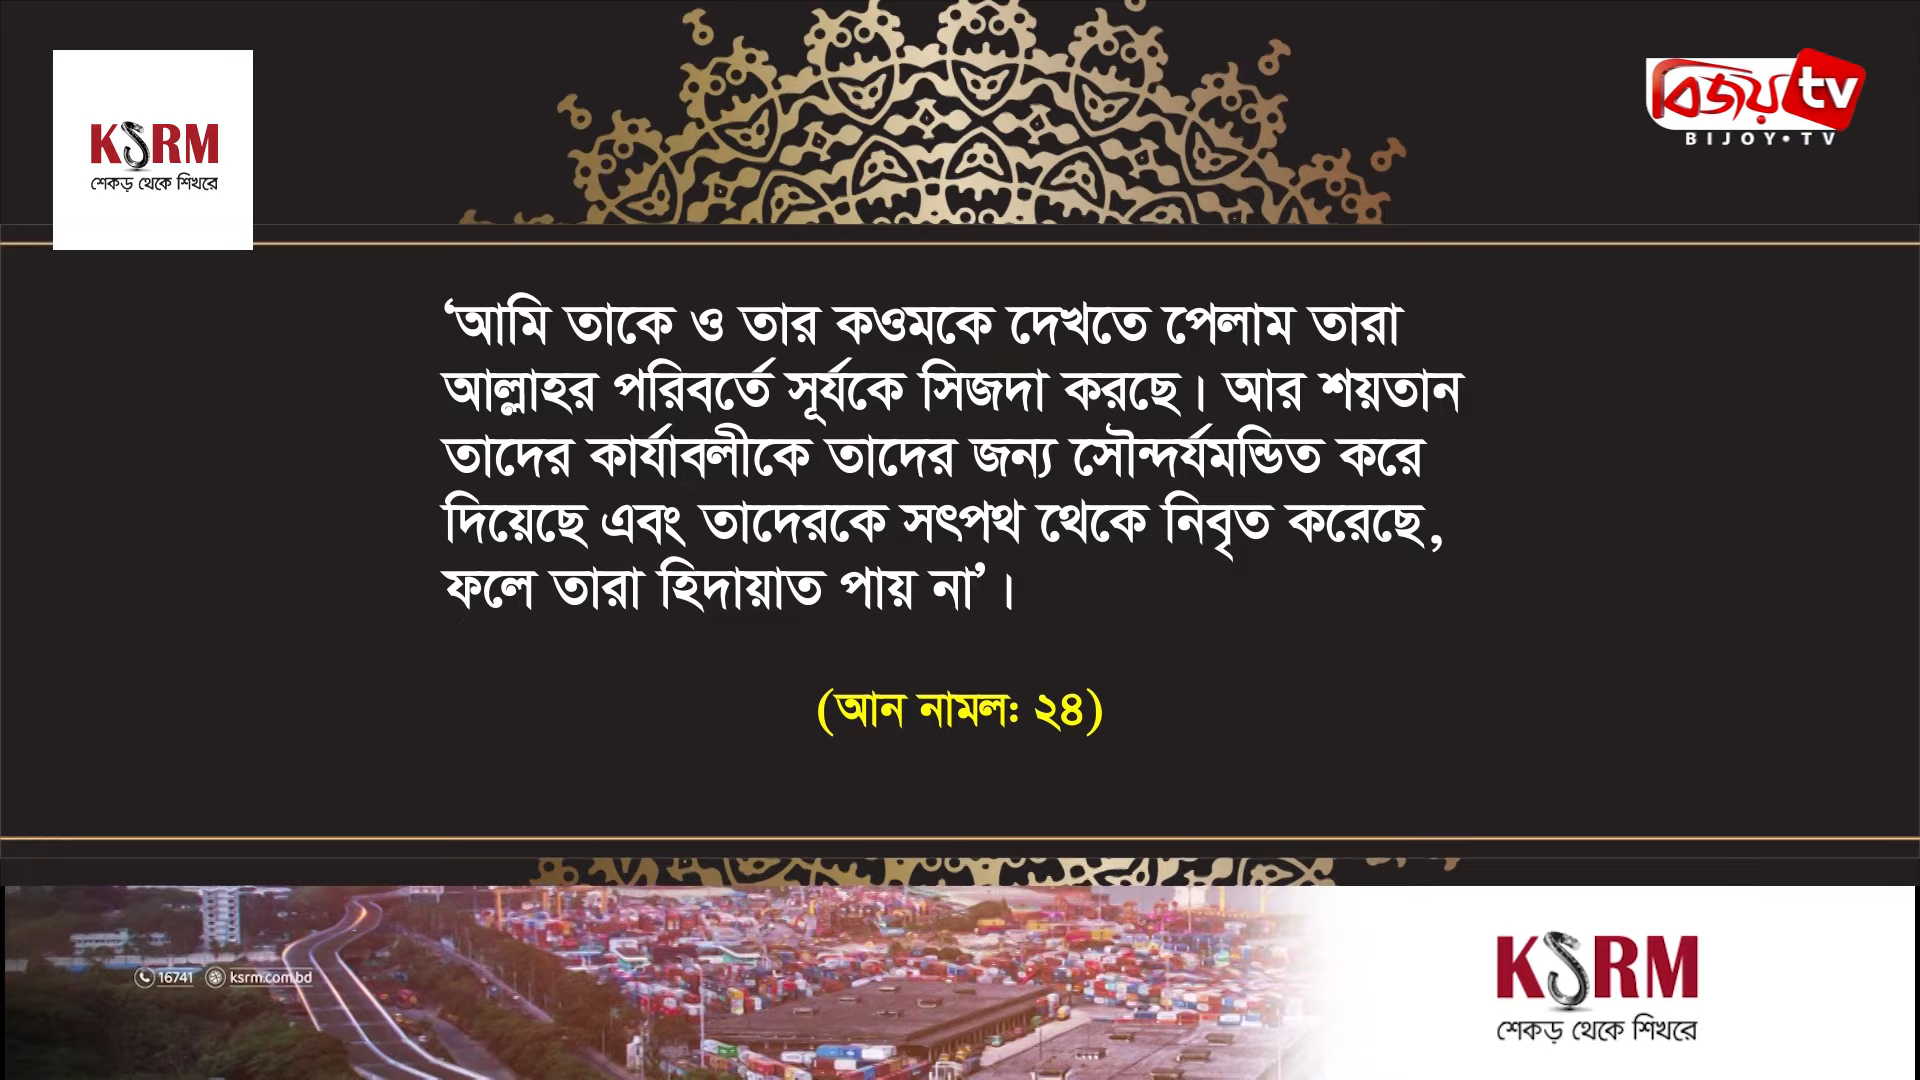 KSRM
শেকড় থেকে শিখরে
বিজয় tv
BIJOY•TV
‘আমি তাকে ও তার কওমকে দেখতে পেলাম তারা
আল্লাহর পরিবর্তে সূর্যকে সিজদা করছে। আর শয়তান
তাদের কার্যাবলীকে তাদের জন্য সৌন্দর্যমন্ডিত করে
দিয়েছে এবং তাদেরকে সৎপথ থেকে নিবৃত করেছে,
ফলে তারা হিদায়াত পায় না’।
(আন নামল: ২৪)
16741 ksrm.com.bd
KSRM
শেকড় থেকে শিখরে